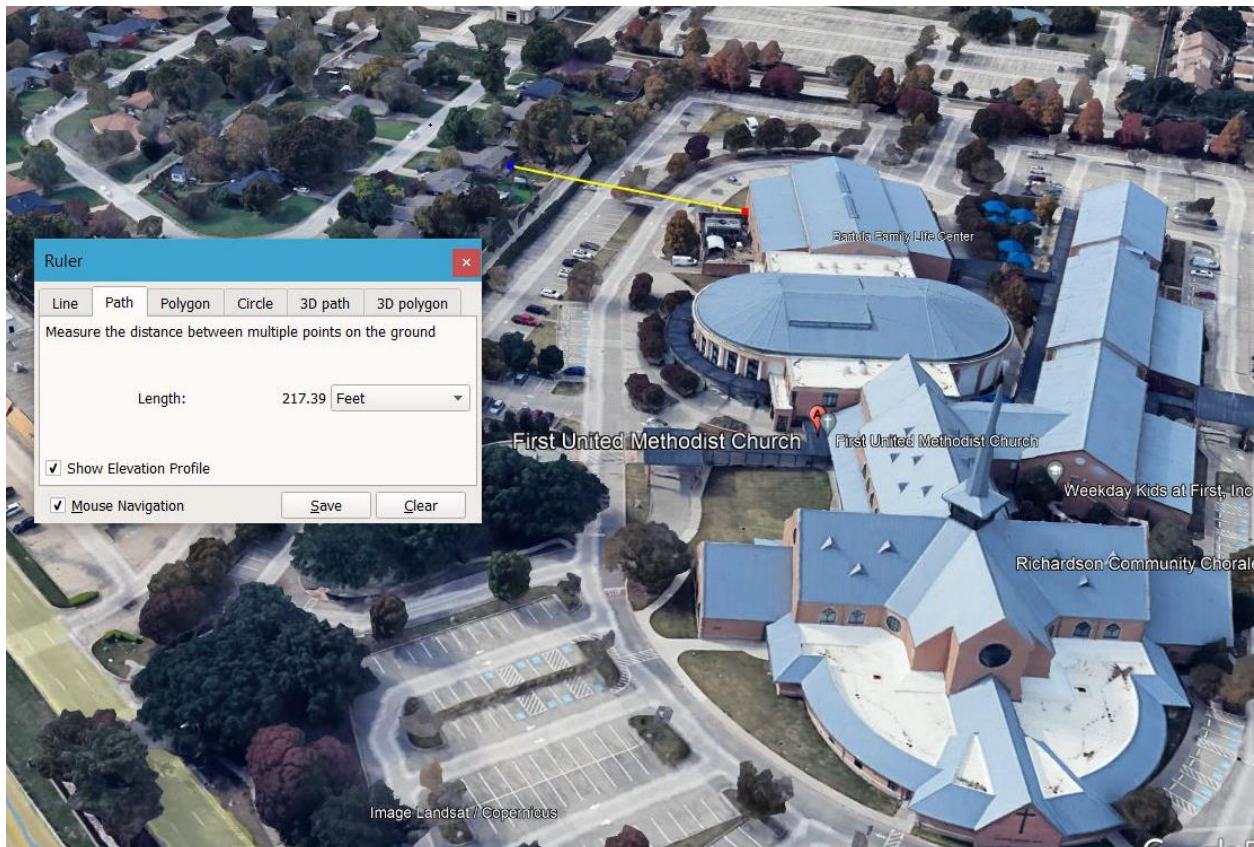 Bartula Family Life Center
Ruler
Line Path Polygon Circle 3D path 3D polygon
Measure the distance between multiple points on the ground
Length: 217.39 Feet
Show Elevation Profile
Mouse Navigation Save Clear
A
First United Methodist Church
First United Methodist Church
Weekday Kids at First, Inc
Richardson Community Chorale
Image Landsat / Copernicus